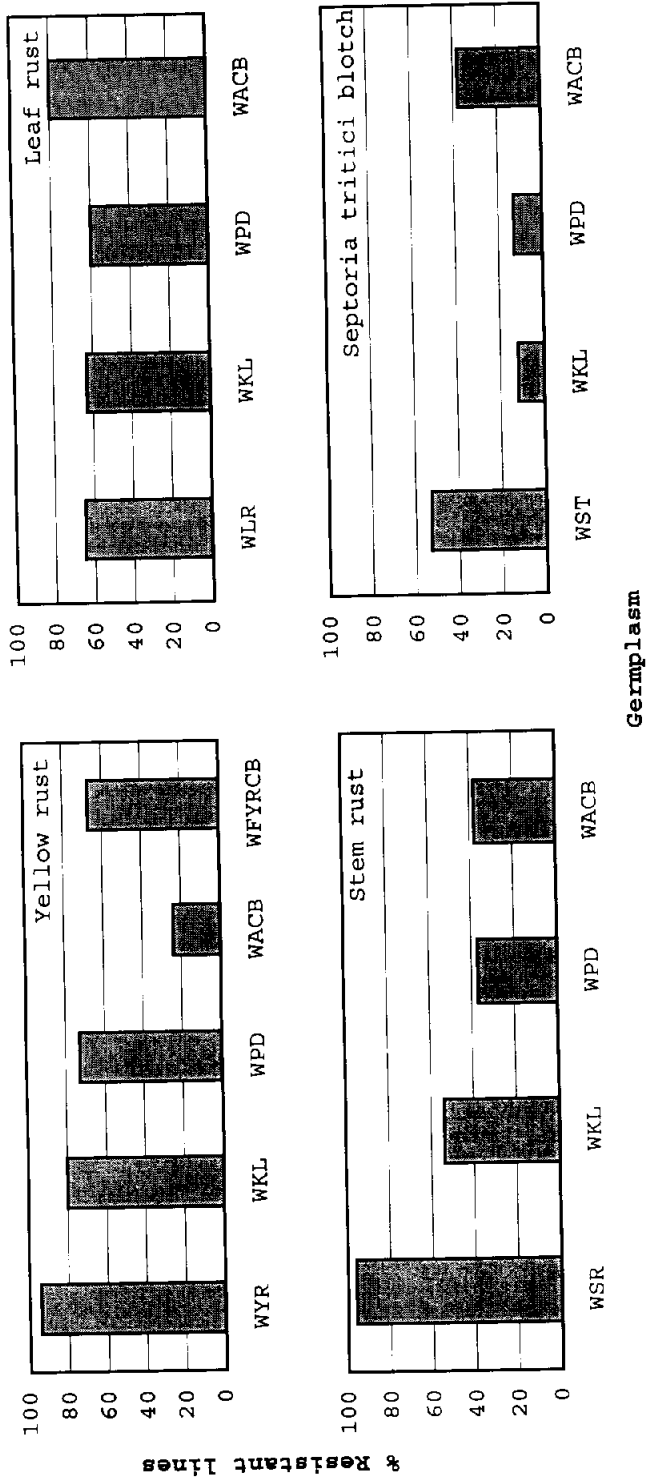 % Resistant lines
Yellow rust
100
80
60
40
20
0
WYR
WKL
WPD
WACB
WFYRCB
Leaf rust
100
80
60
40
20
0
WLR
WKL
WPD
WACB
Stem rust
100
80
60
40
20
0
WSR
WKL
WPD
WACB
Septoria tritici blotch
100
80
60
40
20
0
WST
WKL
WPD
WACB
Germplasm